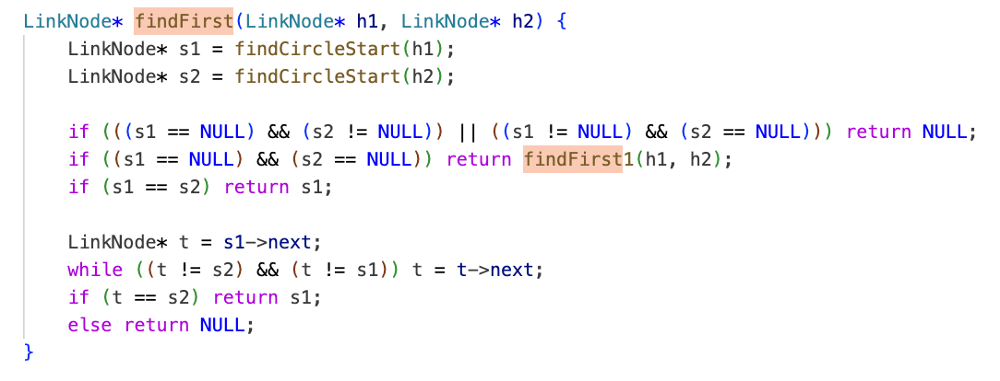 LinkNode* findFirst(LinkNode* h1, LinkNode* h2) {
    LinkNode* s1 = findCircleStart(h1);
    LinkNode* s2 = findCircleStart(h2);

    if (((s1 == NULL) && (s2 != NULL)) || ((s1 != NULL) && (s2 == NULL))) return NULL;
    if ((s1 == NULL) && (s2 == NULL)) return findFirst1(h1, h2);
    if (s1 == s2) return s1;

    LinkNode* t = s1->next;
    while ((t != s2) && (t != s1)) t = t->next;
    if (t == s2) return s1;
    else return NULL;
}